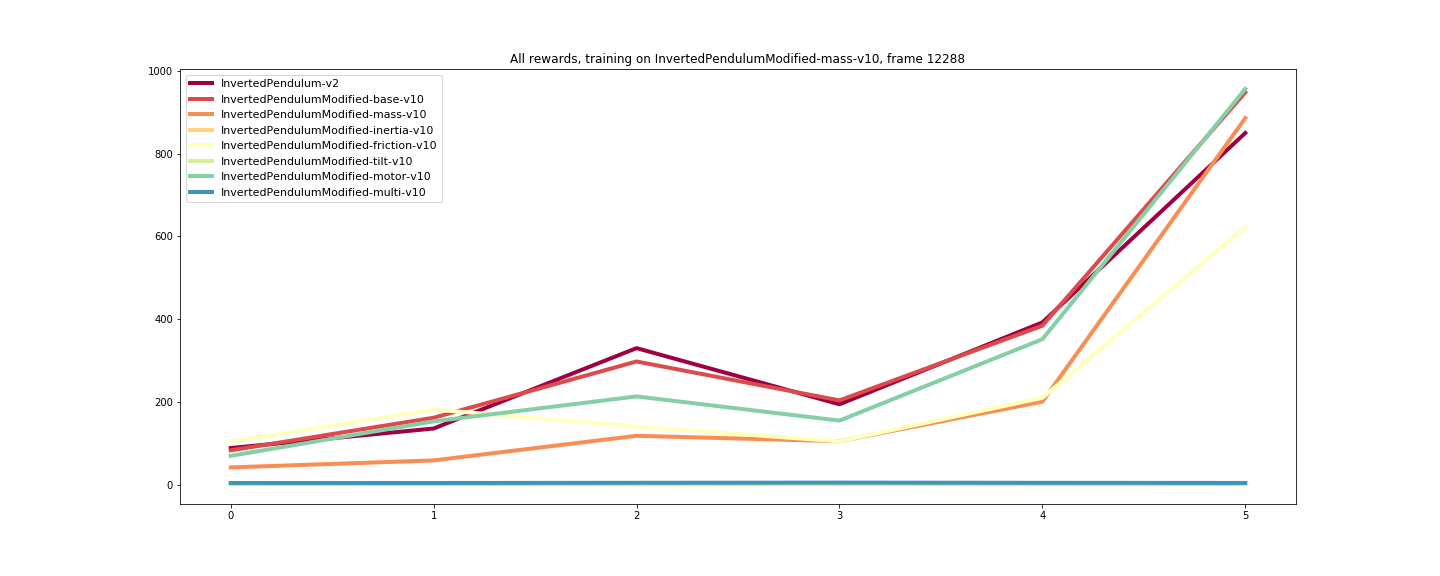 All rewards, training on InvertedPendulumModified-mass-v10, frame 12288
1000
800
600
400
200
0
InvertedPendulum-v2
InvertedPendulumModified-base-v10
InvertedPendulumModified-mass-v10
InvertedPendulumModified-inertia-v10
InvertedPendulumModified-friction-v10
InvertedPendulumModified-tilt-v10
InvertedPendulumModified-motor-v10
InvertedPendulumModified-multi-v10
0 1 2 3 4 5